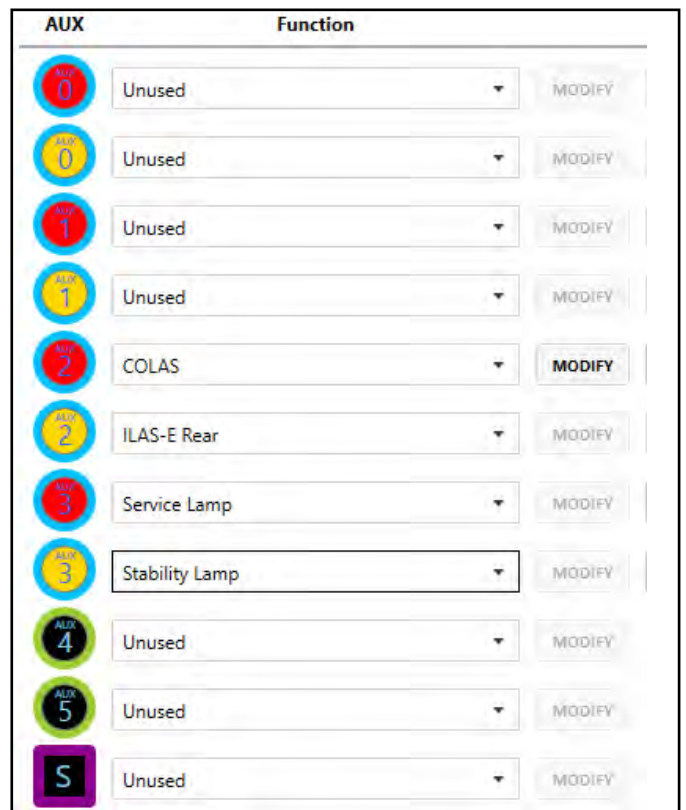 AUX Function
AUX 0 Unused MODIFY
AUX 0 Unused MODIFY
AUX 1 Unused MODIFY
AUX 1 Unused MODIFY
AUX 2 COLAS MODIFY
AUX 2 ILAS-E Rear MODIFY
AUX 3 Service Lamp MODIFY
AUX 3 Stability Lamp MODIFY
AUX 4 Unused MODIFY
AUX 5 Unused MODIFY
S Unused MODIFY